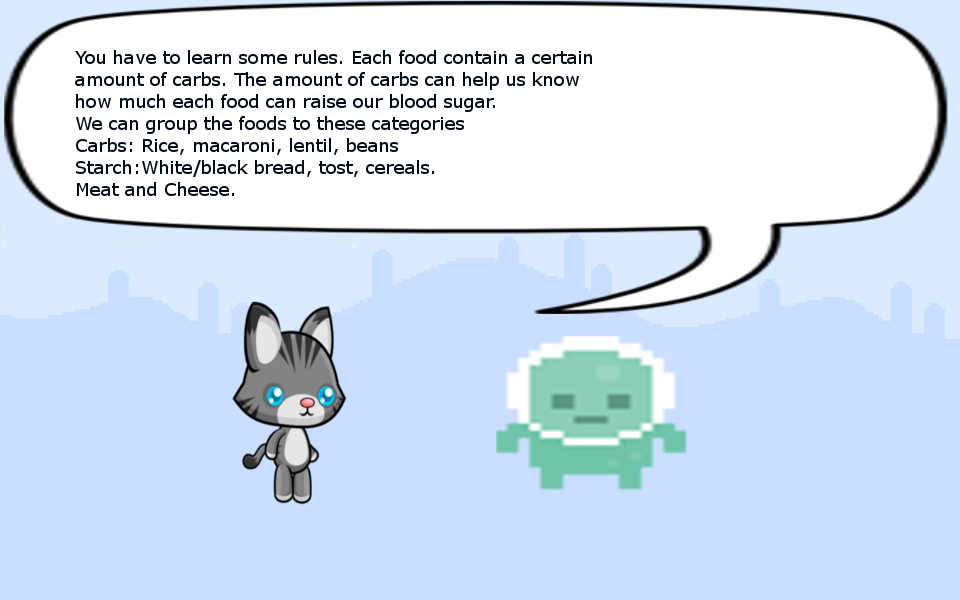 You have to learn some rules. Each food contain a certain
amount of carbs. The amount of carbs can help us know
how much each food can raise our blood sugar.
We can group the foods to these categories
Carbs: Rice, macaroni, lentil, beans
Starch:White/black bread, tost, cereals.
Meat and Cheese.